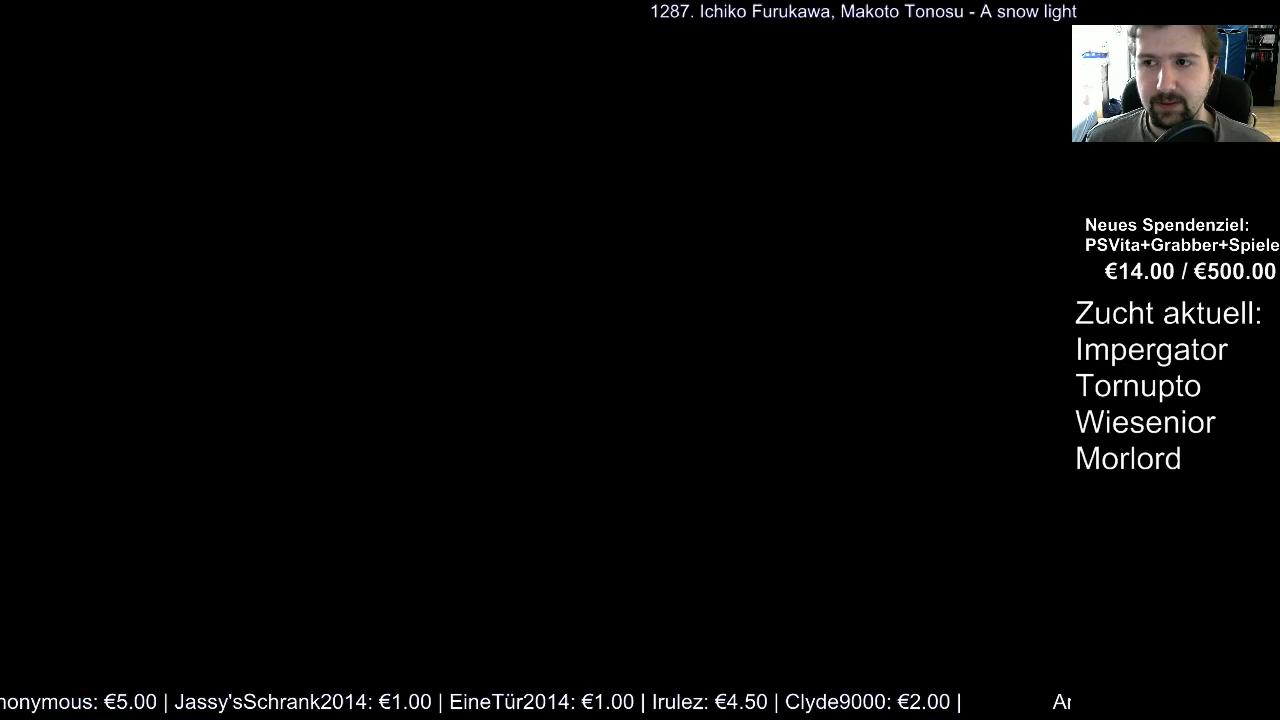 1287. Ichiko Furukawa, Makoto Tonosu - A snow light
Neues Spendenziel:
PSVita+Grabber+Spiele
€14.00 / €500.00
Zucht aktuell:
Impergator
Tornupto
Wiesenior
Morlord
nonymous: €5.00 | Jassy'sSchrank2014: €1.00 | EineTür2014: €1.00 | Irulez: €4.50 | Clyde9000: €2.00 |